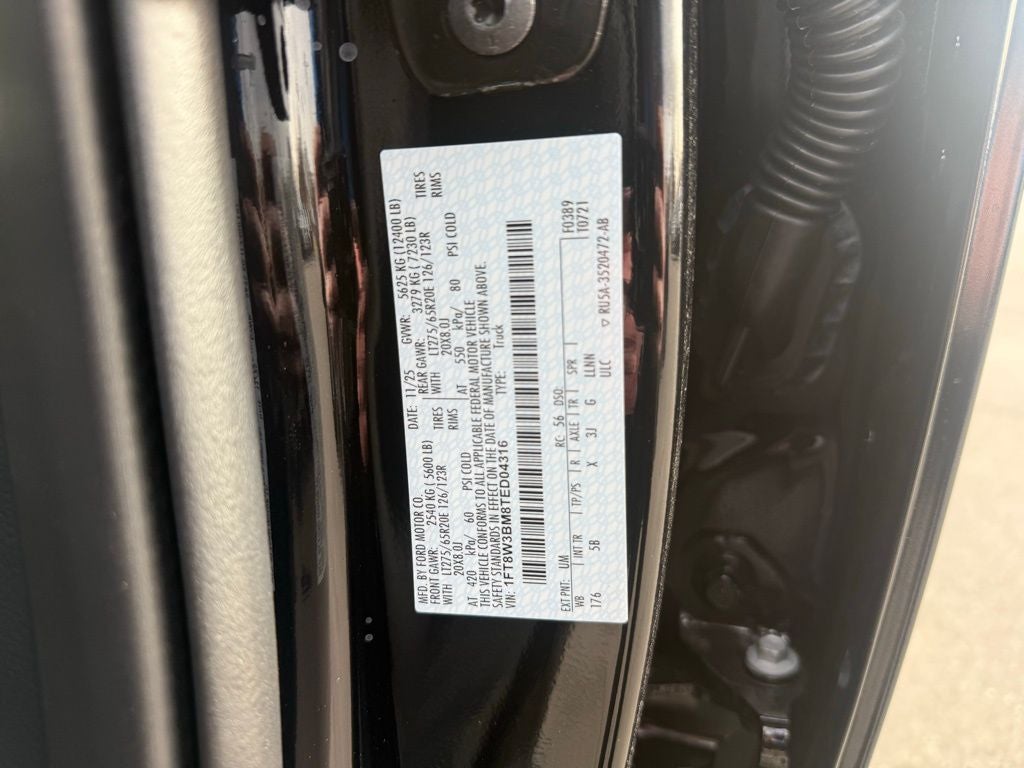 MFD. BY FORD MOTOR CO. DATE: 11/25 GVWR: 5625 KG (12400 LB)
FRONT GAWR: 2540 KG ( 5600 LB) REAR GAWR: 3279 KG ( 7230 LB)
WITH LT275/65R20E 126/123R TIRES WITH LT275/65R20E 126/123R TIRES
20X8.0J RIMS 20X8.0J RIMS
AT 420 kPa/ 60 PSI COLD AT 550 kPa/ 80 PSI COLD
THIS VEHICLE CONFORMS TO ALL APPLICABLE FEDERAL MOTOR VEHICLE
SAFETY STANDARDS IN EFFECT ON THE DATE OF MANUFACTURE SHOWN ABOVE.
VIN: 1FT8W3BM8TED04316 TYPE: Truck
F0389
T0721
EXT PNT: UM RC: 56 DSO:
WB INT TR TP/PS R AXLE TR SPR
176 5B X 3J G LLNN
ULC ▽ RU5A-3520472-AB